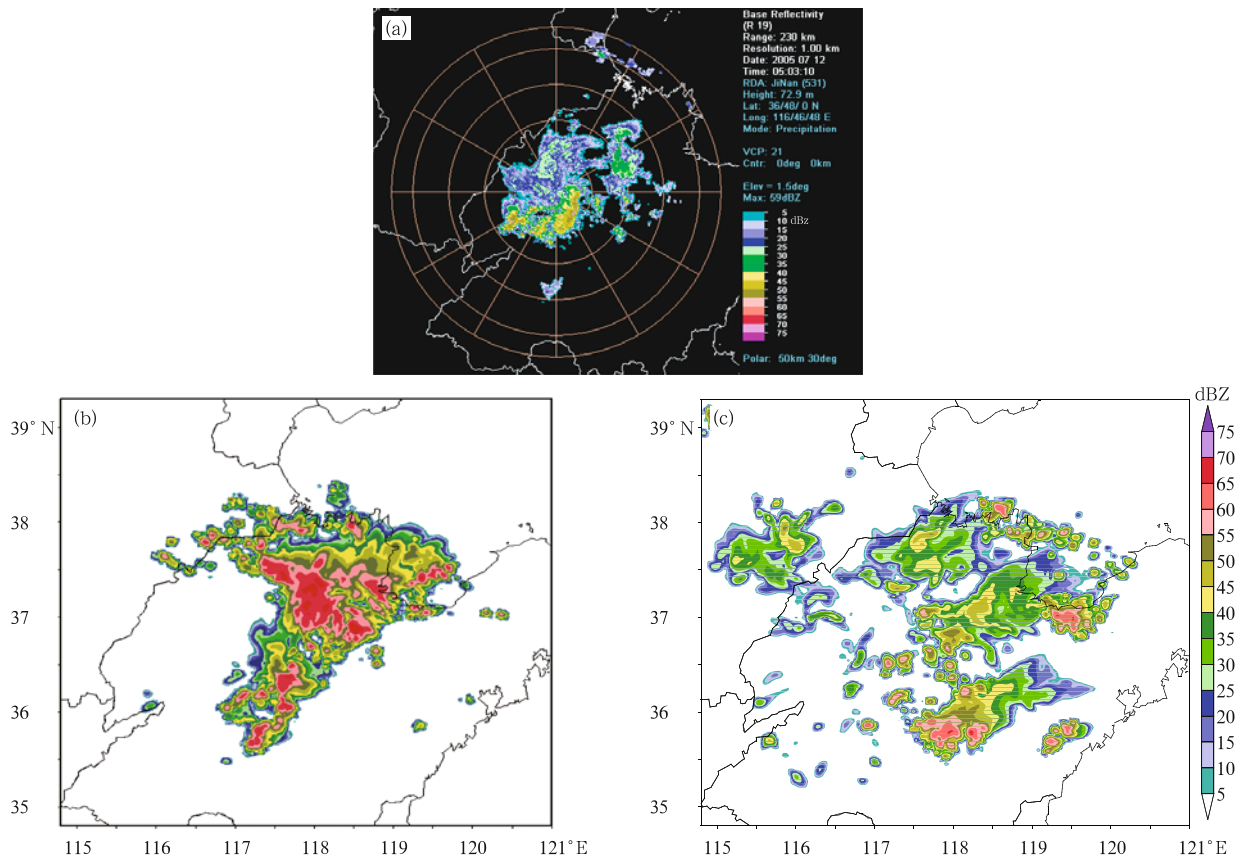 (a)
Base Reflectivity
(R 19)
Range: 230 km
Resolution: 1.00 km
Date: 2005 07 12
Time: 05:03:10
RDA: JiNan (531)
Height: 72.9 m
Lat: 36/48/ 0 N
Long: 116/46/48 E
Mode: Precipitation
VCP: 21
Cntr: 0deg 0km
Elev = 1.5deg
Max: 59dBZ
5 dBZ
10
15
20
25
30
35
40
45
50
55
60
65
70
75
Polar: 50km 30deg
(b)
39°N
38
37
36
35
115 116 117 118 119 120 121°E
(c)
39°N
38
37
36
35
115 116 117 118 119 120 121°E
dBZ
75
70
65
60
55
50
45
40
35
30
25
20
15
10
5